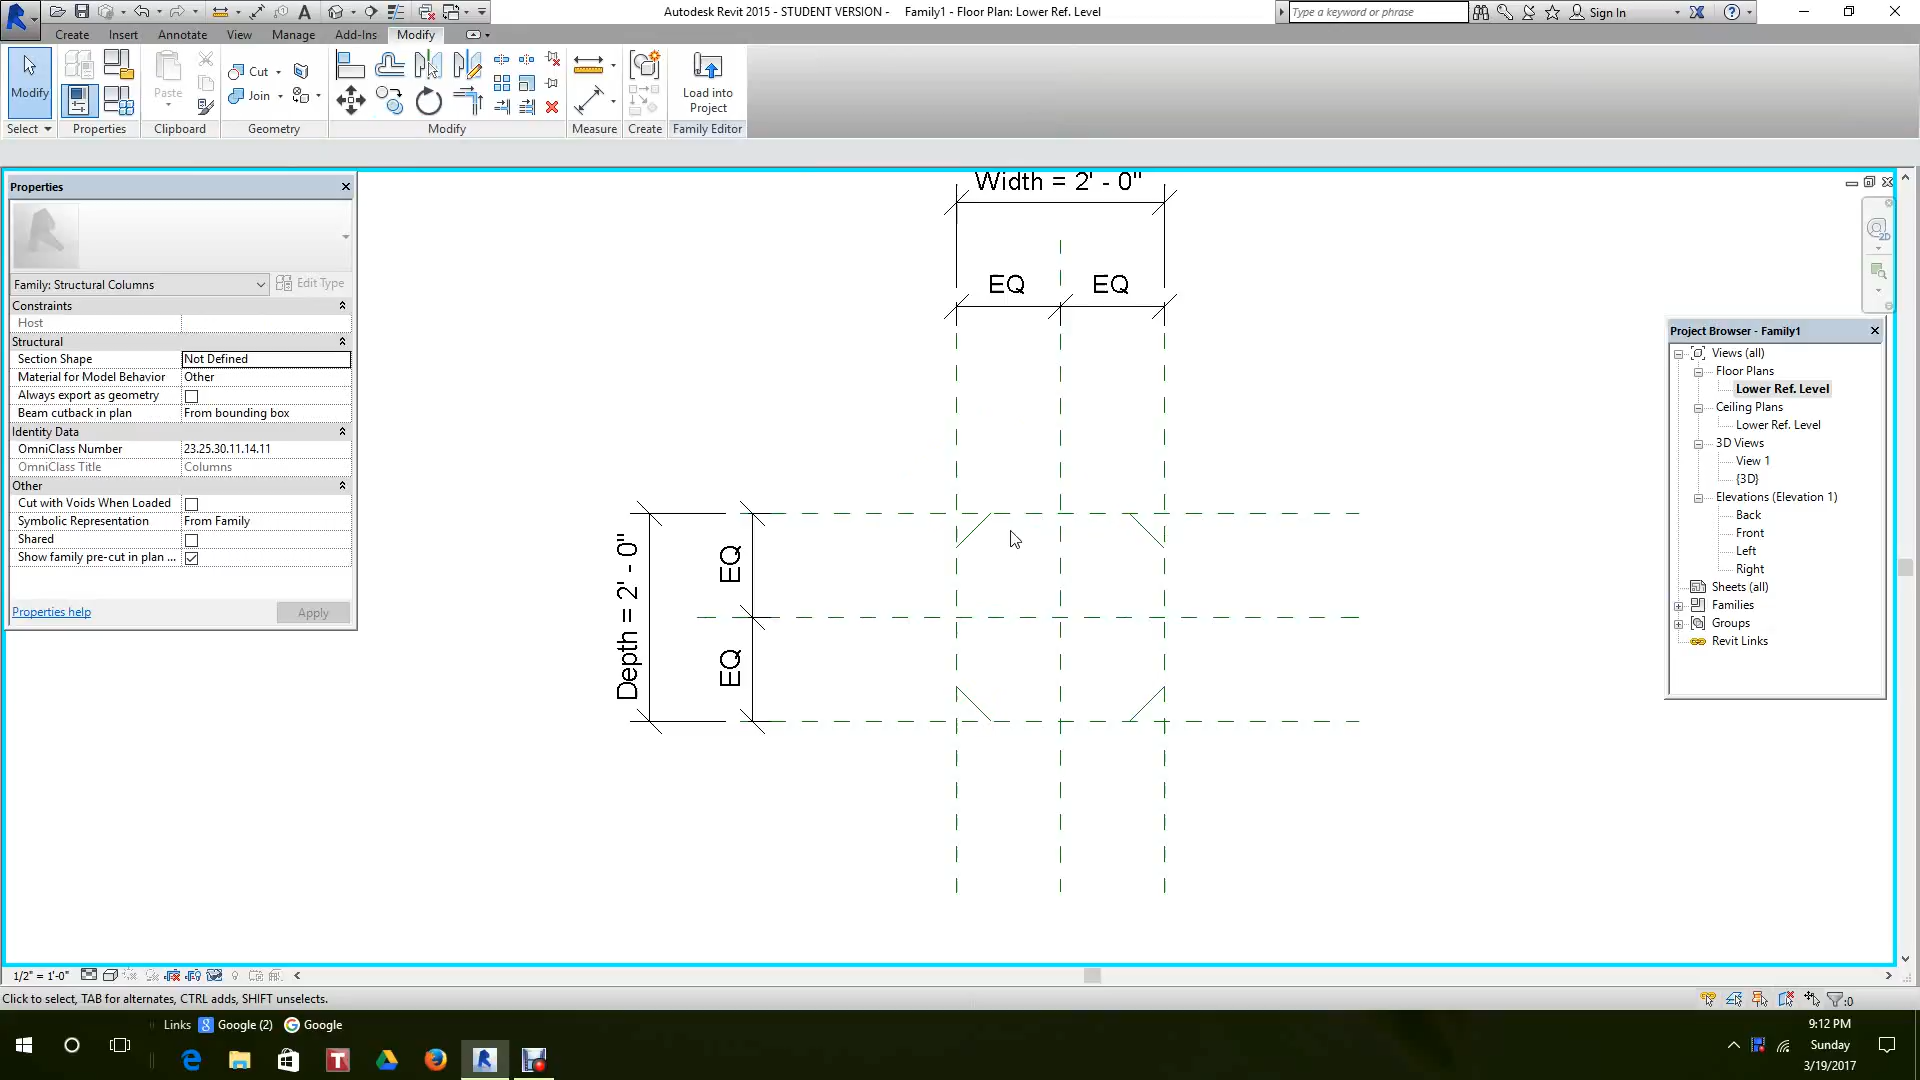 Autodesk Revit 2015 - STUDENT VERSION - Family1 - Floor Plan: Lower Ref. Level
Type a keyword or phrase
Sign In
Create Insert Annotate View Manage Add-Ins Modify
Modify
Paste
Cut
Join
Load into
Project
Select Properties Clipboard Geometry Modify Measure Create Family Editor
Properties
Family: Structural Columns
Edit Type
Constraints
Host
Structural
Section Shape Not Defined
Material for Model Behavior Other
Always export as geometry
Beam cutback in plan From bounding box
Identity Data
OmniClass Number 23.25.30.11.14.11
OmniClass Title Columns
Other
Cut with Voids When Loaded
Symbolic Representation From Family
Shared
Show family pre-cut in plan ...
Properties help
Apply
Width = 2' - 0"
EQ EQ
Depth = 2' - 0"
EQ
EQ
2D
Project Browser - Family1
Views (all)
Floor Plans
Lower Ref. Level
Ceiling Plans
Lower Ref. Level
3D Views
View 1
{3D}
Elevations (Elevation 1)
Back
Front
Left
Right
Sheets (all)
Families
Groups
Revit Links
1/2" = 1'-0"
Click to select, TAB for alternates, CTRL adds, SHIFT unselects.
:0
Links Google (2) Google
9:12 PM
Sunday
3/19/2017